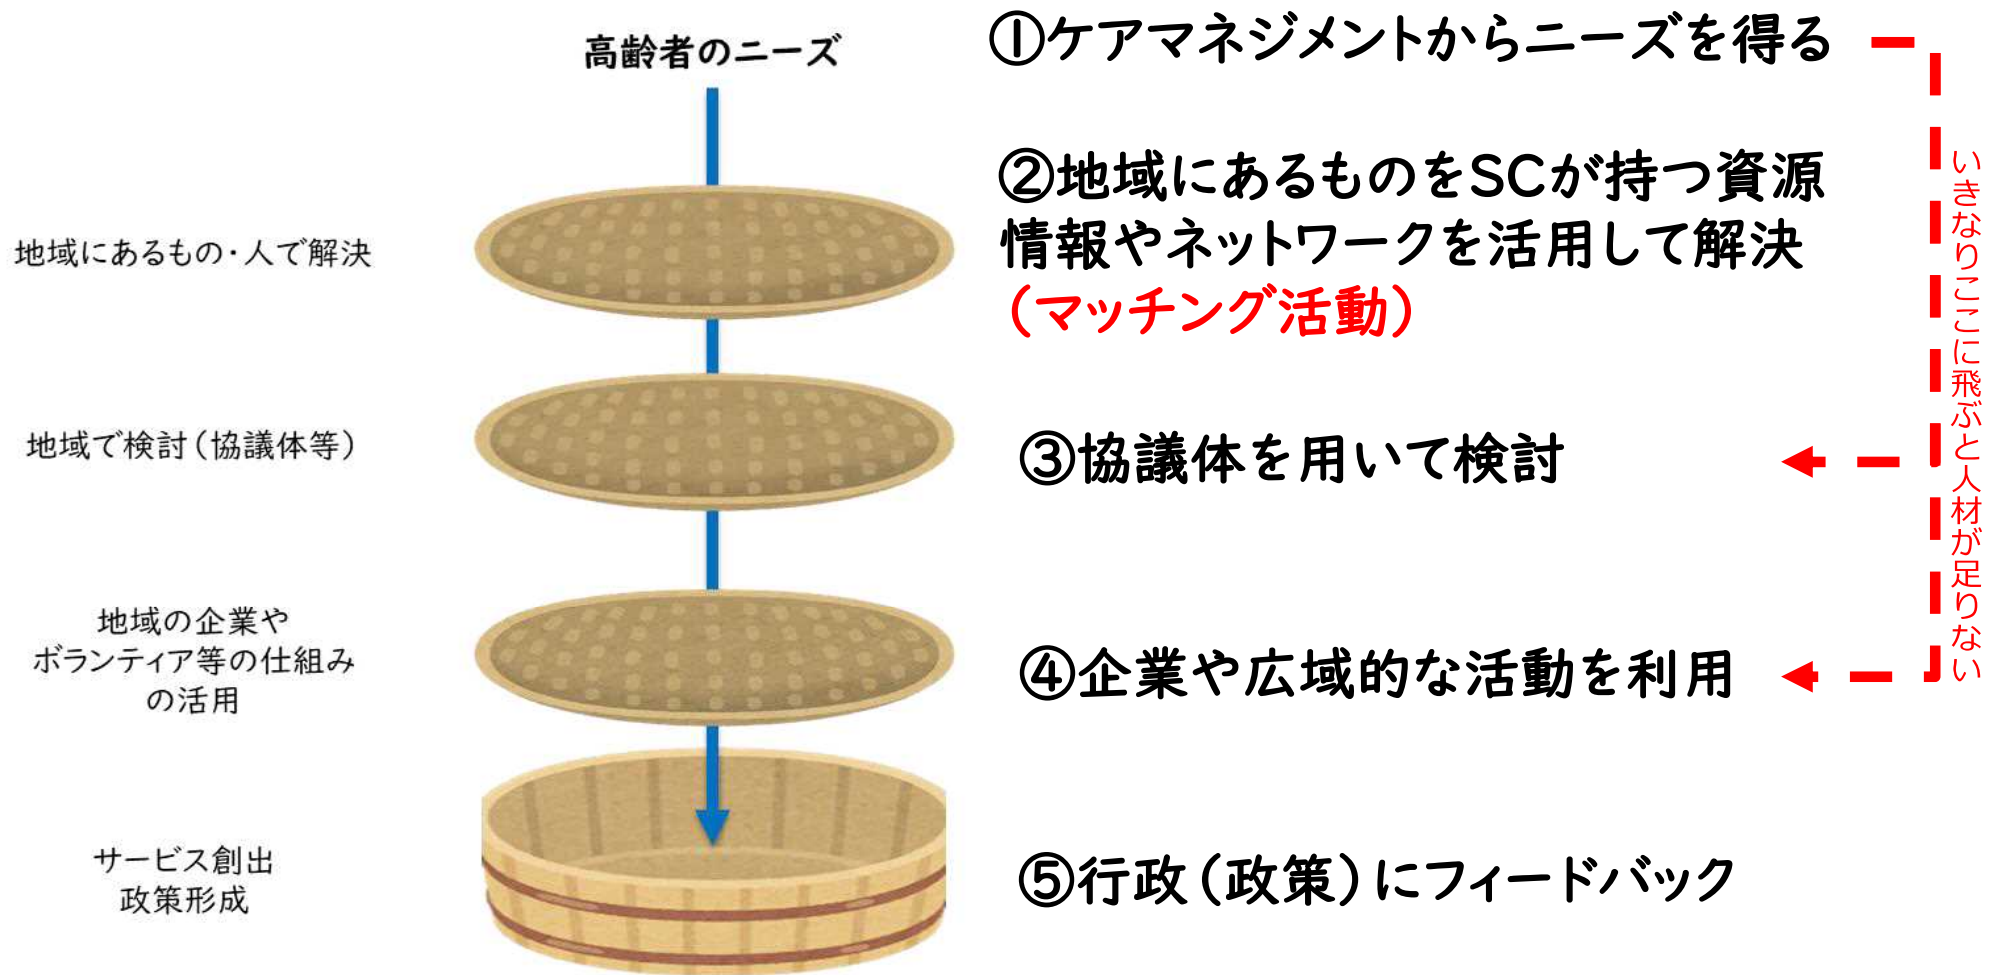 高齢者のニーズ
①ケアマネジメントからニーズを得る
地域にあるもの・人で解決
②地域にあるものをSCが持つ資源
情報やネットワークを活用して解決
（マッチング活動）
地域で検討（協議体等）
③協議体を用いて検討
地域の企業や
ボランティア等の仕組み
の活用
④企業や広域的な活動を利用
サービス創出
政策形成
⑤行政（政策）にフィードバック
いきなりここに飛ぶと人材が足りない